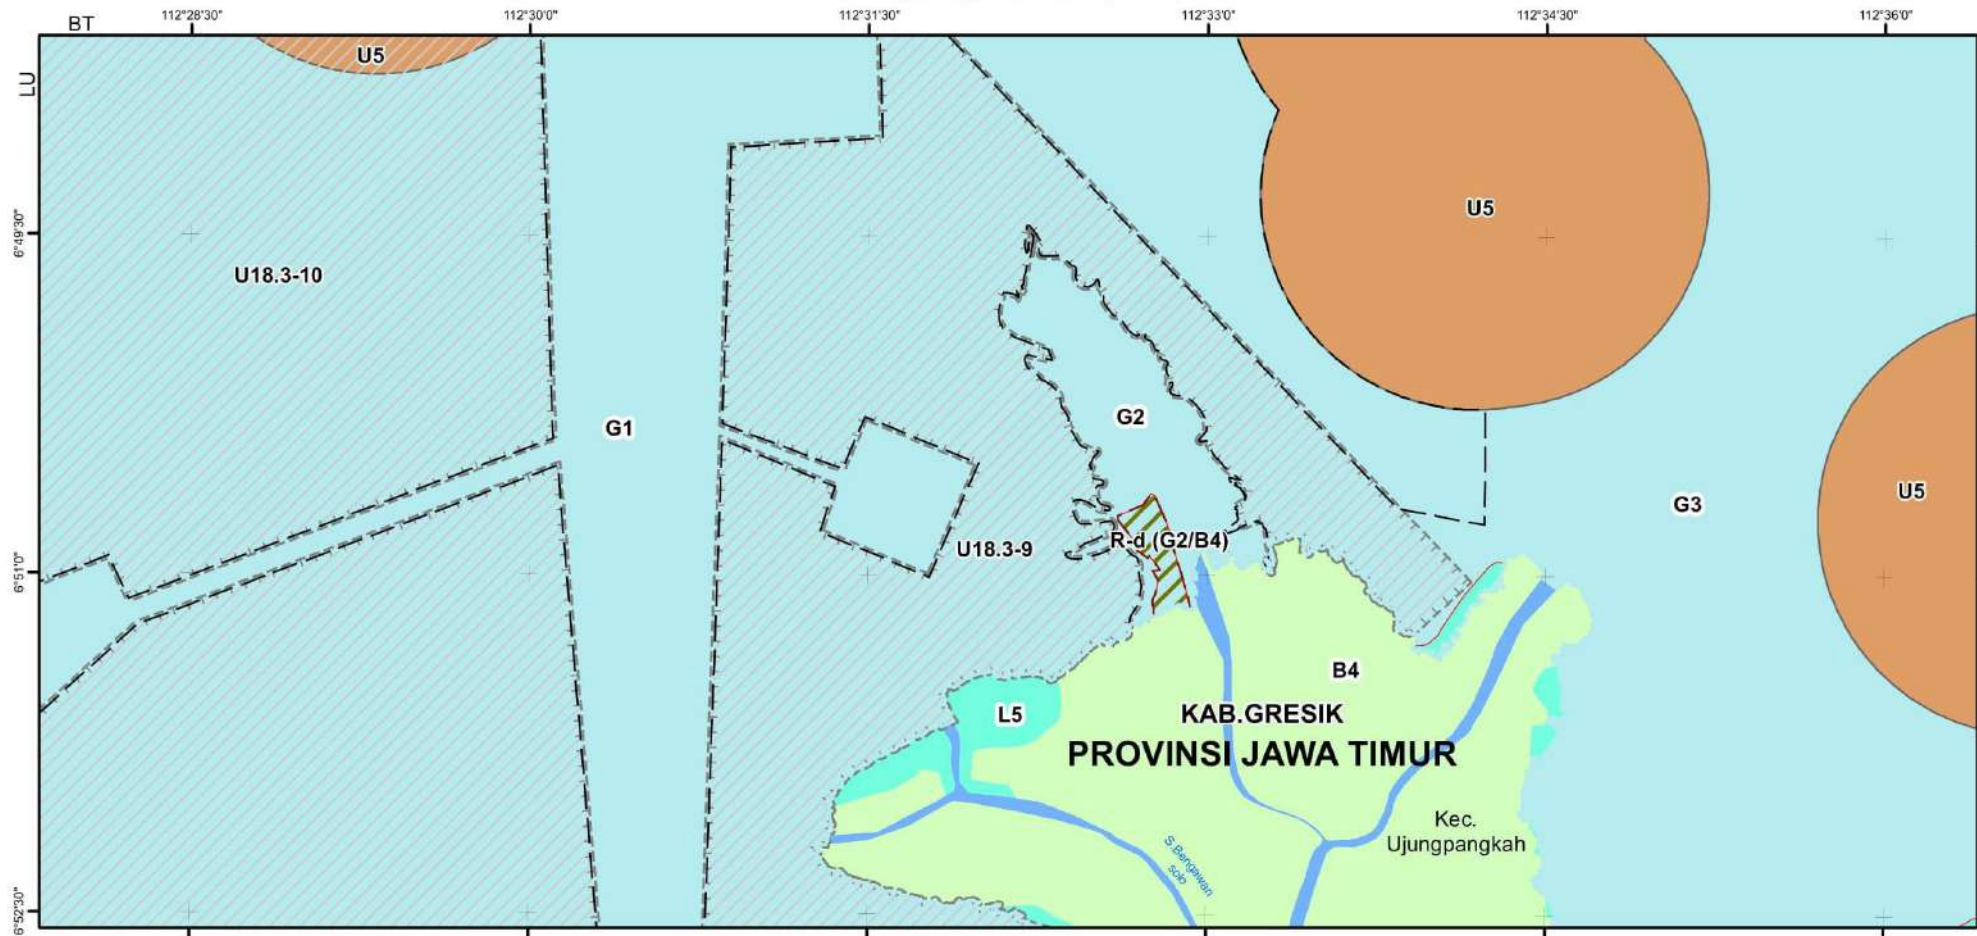 BT
112°28'30"
112°30'0"
112°31'30"
112°33'0"
112°34'30"
112°36'0"
LU
U5
6°49'30"
U5
U18.3-10
G2
G1
U5
G3
R-d (G2/B4)
U18.3-9
6°51'0"
B4
L5
KAB.GRESIK
PROVINSI JAWA TIMUR
Kec.
Ujungpangkah
S.Bengawan
solo
6°52'30"